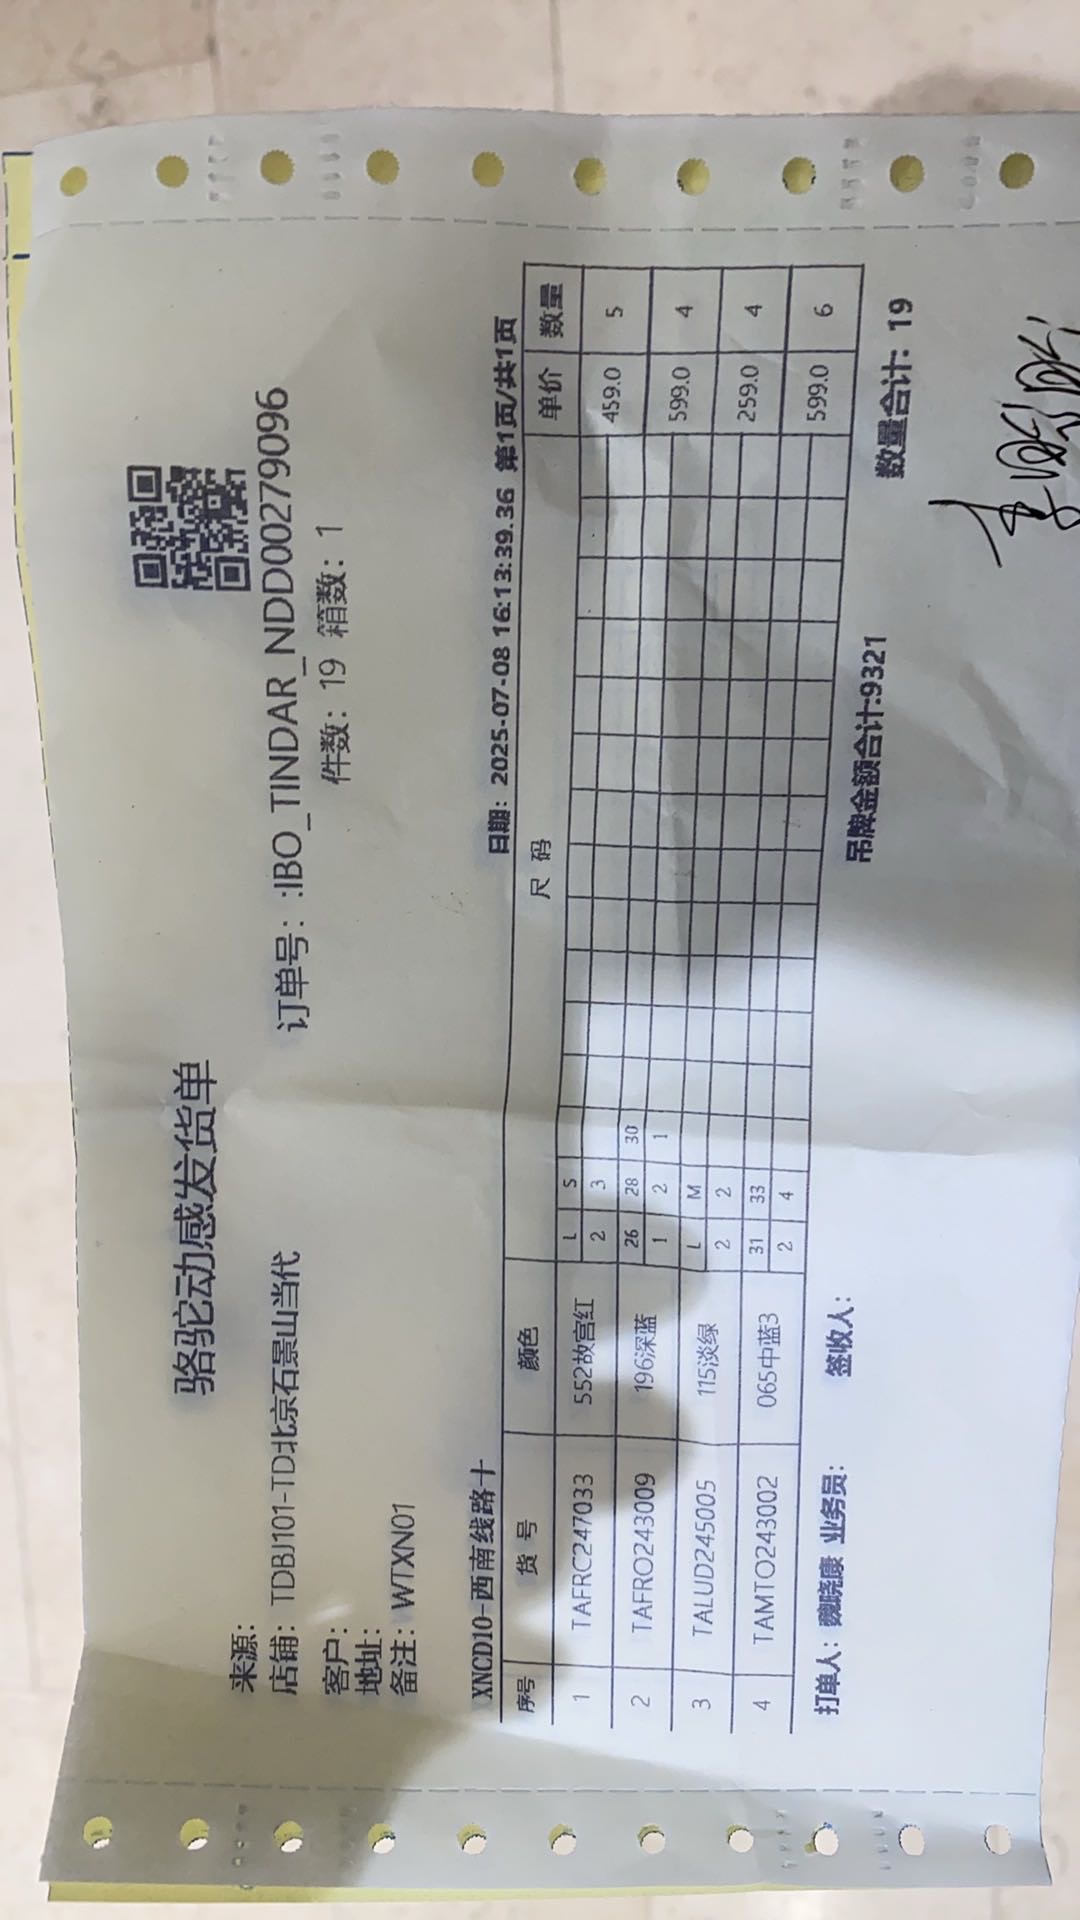 骆驼动感发货单
来源：
店铺：TDBJ101-TD北京石景山当代
订单号：:IBO_TINDAR_NDD00279096
客户：
件数：19 箱数：1
地址：
备注：WTXN01
XNCD10-西南线路十
日期：2025-07-08 16:13:39.36 第1页/共1页
序号 货 号 颜色 尺 码 单价 数量
L S
1 TAFRC247033 552故宫红 2 3 459.0 5
26 28 30
2 TAFRO243009 196深蓝 1 2 1 599.0 4
L M
3 TALUD245005 115淡绿 2 2 259.0 4
31 33
4 TAMTO243002 065中蓝3 2 4 599.0 6
打单人：魏晓康 业务员： 签收人： 吊牌金额合计:9321 数量合计：19